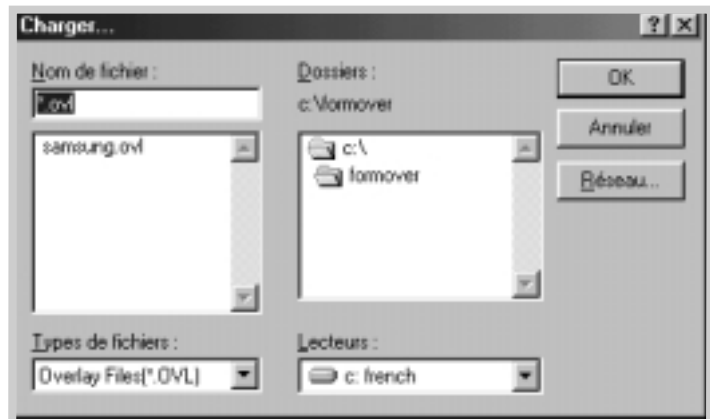 Charger...
Nom de fichier :
*.ovl
samsung.ovl
Types de fichiers :
Overlay Files(*.OVL)
Dossiers :
c:\formover
c:\
formover
Lecteurs :
c: french
OK
Annuler
Réseau...